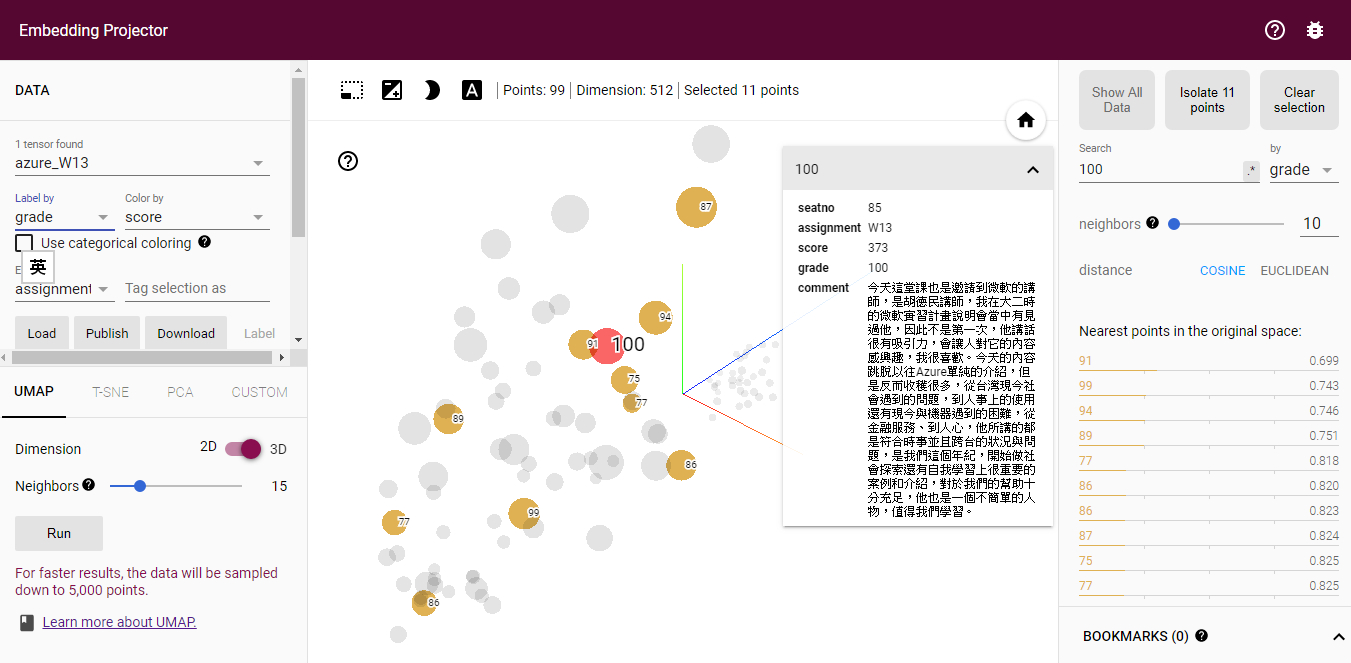 Embedding Projector
DATA
1 tensor found
azure_W13
Label by
Color by
grade
score
Use categorical coloring
英
assignment
Tag selection as
Load
Publish
Download
Label
UMAP
T-SNE
PCA
CUSTOM
Dimension
2D
3D
Neighbors
15
Run
For faster results, the data will be sampled
down to 5,000 points.
Learn more about UMAP.
A
Points: 99
Dimension: 512
Selected 11 points
87
94
91
100
75
77
89
86
99
77
86
100
seatno 85
assignment W13
score 373
grade 100
comment 今天這堂課也是邀請到微軟的講
師，是胡德民講師，我在大二時
的微軟實習計畫說明會當中有見
過他，因此不是第一次，他講話
很有吸引力，會讓人對它的內容
感興趣，我很喜歡。今天的內容
跳脫以往Azure單純的介紹，但
是反而收穫很多，從台灣現今社
會遇到的問題，到人事上的使用
還有現今與機器遇到的困難，從
金融服務、到人心，他所講的都
是符合時事並且跨台的狀況與問
題，是我們這個年紀，開始做社
會探索還有自我學習上很重要的
案例和介紹，對於我們的幫助十
分充足，他也是一個不簡單的人
物，值得我們學習。
Show All
Data
Isolate 11
points
Clear
selection
Search
by
100
.*
grade
neighbors
10
distance
COSINE
EUCLIDEAN
Nearest points in the original space:
91 0.699
99 0.743
94 0.746
89 0.751
77 0.818
86 0.820
86 0.823
87 0.824
75 0.825
77 0.825
BOOKMARKS (0)